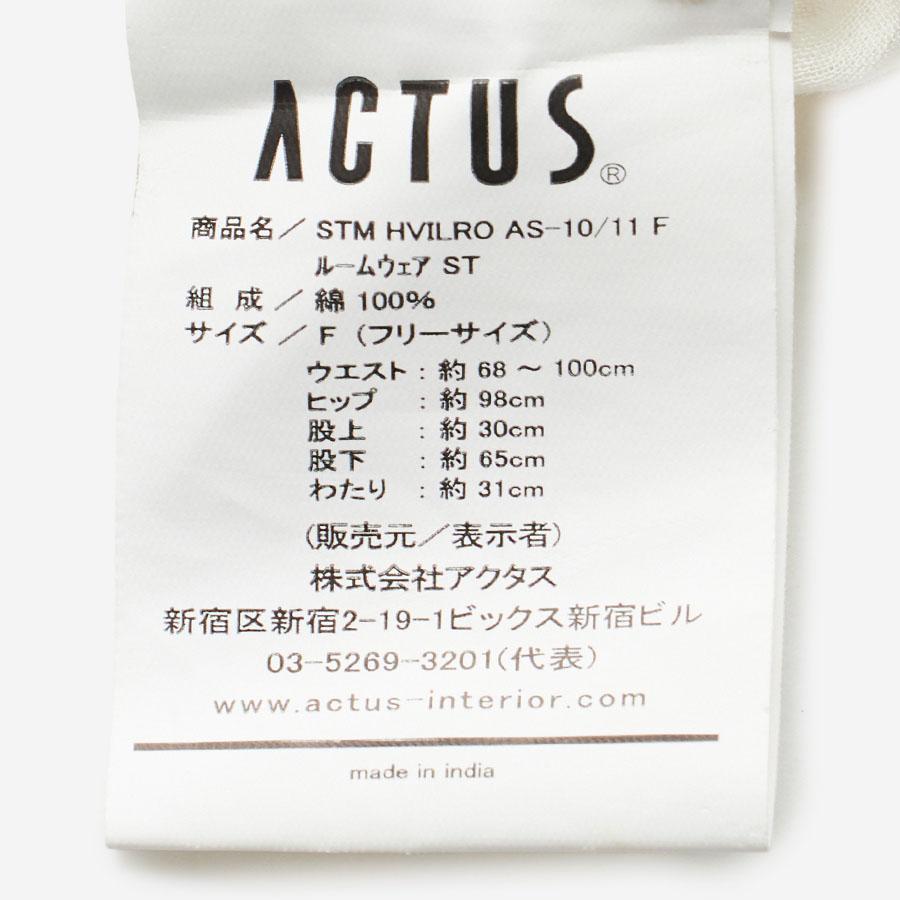 ACTUS®
商品名／ STM HVILRO AS-10/11 F
ルームウェア ST
組 成／ 綿 100%
サイズ／ F（フリーサイズ）
ウエスト : 約 68 ～ 100cm
ヒップ : 約 98cm
股上 : 約 30cm
股下 : 約 65cm
わたり : 約 31cm
(販売元／表示者)
株式会社アクタス
新宿区新宿2-19-1ビックス新宿ビル
03-5269-3201(代表)
www.actus-interior.com
made in india